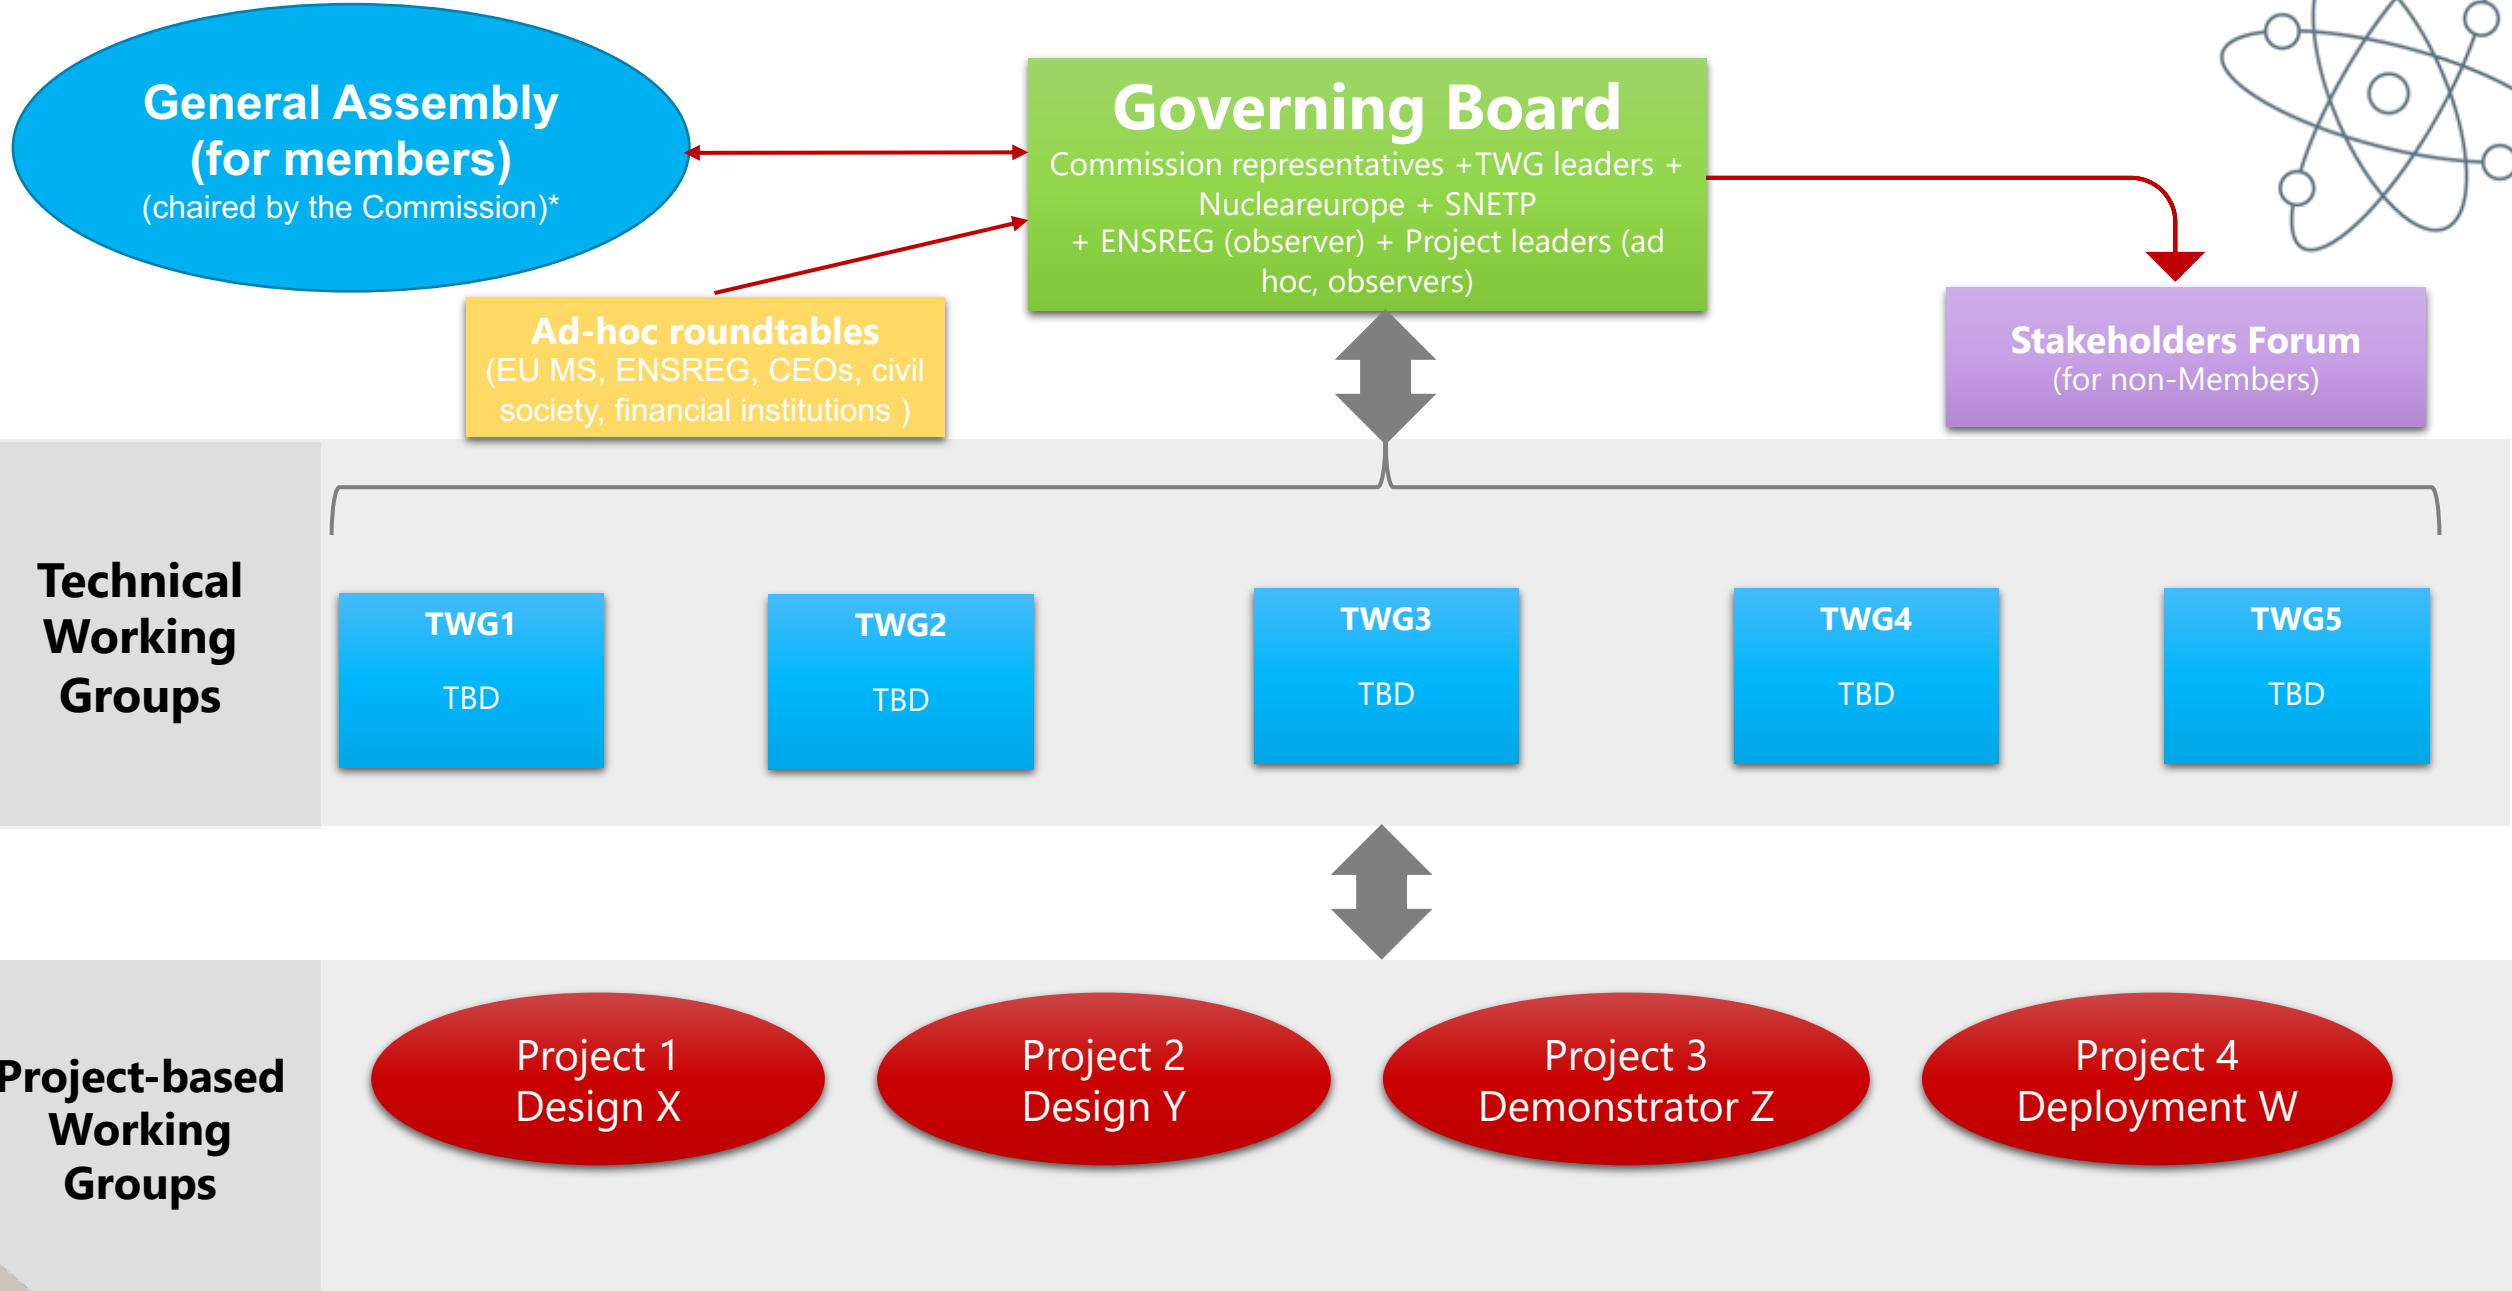 General Assembly
(for members)
(chaired by the Commission)*
Governing Board
Commission representatives +TWG leaders +
Nucleareurope + SNETP
+ ENSREG (observer) + Project leaders (ad
hoc, observers)
Ad-hoc roundtables
(EU MS, ENSREG, CEOs, civil
society, financial institutions )
Stakeholders Forum
(for non-Members)
Technical
Working
Groups
TWG1
TBD
TWG2
TBD
TWG3
TBD
TWG4
TBD
TWG5
TBD
Project-based
Working
Groups
Project 1
Design X
Project 2
Design Y
Project 3
Demonstrator Z
Project 4
Deployment W